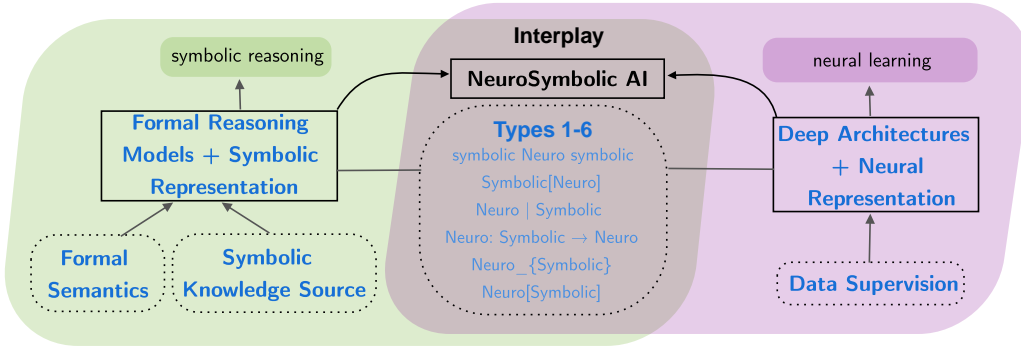 Interplay
symbolic reasoning
NeuroSymbolic AI
neural learning
Formal Reasoning
Models + Symbolic
Representation
Types 1-6
symbolic Neuro symbolic
Symbolic[Neuro]
Neuro | Symbolic
Neuro: Symbolic → Neuro
Neuro_{Symbolic}
Neuro[Symbolic]
Deep Architectures
+ Neural
Representation
Formal
Semantics
Symbolic
Knowledge Source
Data Supervision